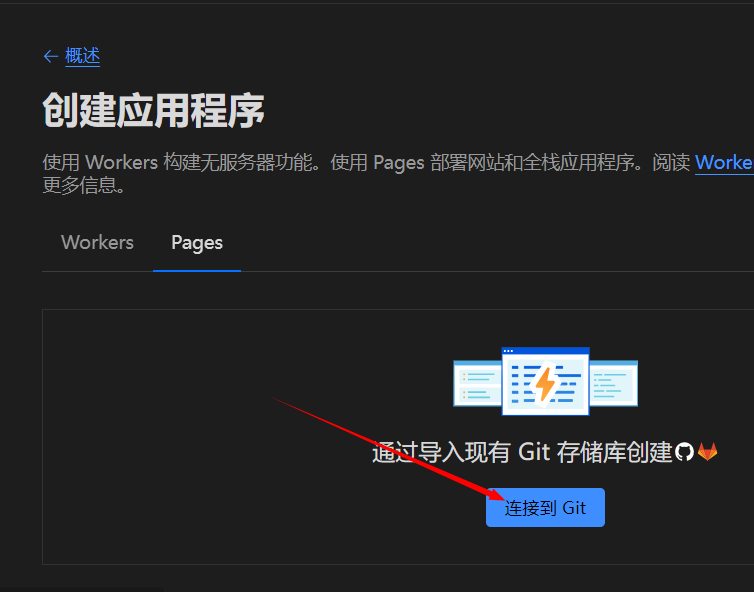 ← 概述
创建应用程序
使用 Workers 构建无服务器功能。使用 Pages 部署网站和全栈应用程序。阅读 Worke
更多信息。
Workers Pages
通过导入现有 Git 存储库创建
连接到 Git